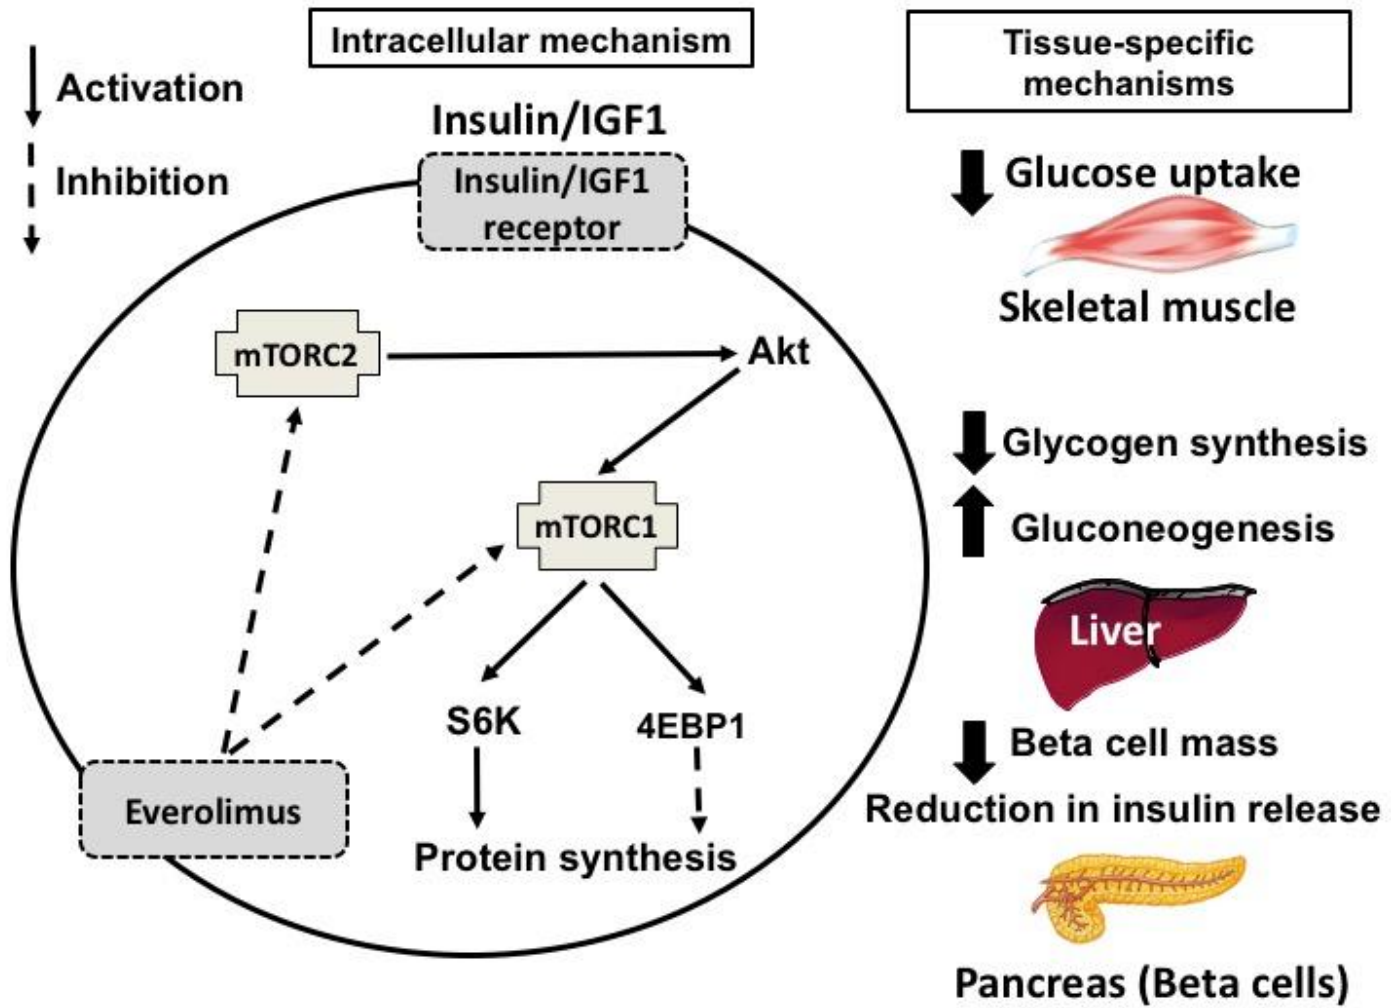 Intracellular mechanism
Activation
Inhibition
Insulin/IGF1
Insulin/IGF1
receptor
mTORC2
Akt
mTORC1
S6K
4EBP1
Everolimus
Protein synthesis
Tissue-specific
mechanisms
Glucose uptake
Skeletal muscle
Glycogen synthesis
Gluconeogenesis
Liver
Beta cell mass
Reduction in insulin release
Pancreas (Beta cells)